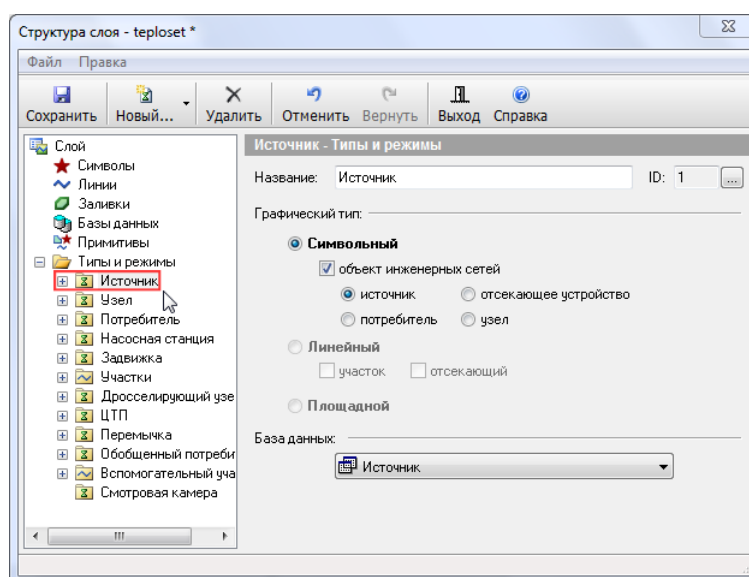 Структура слоя - teploset *
Файл Правка
Сохранить Новый... Удалить Отменить Вернуть Выход Справка
Слой
Символы
Линии
Заливки
Базы данных
Примитивы
Типы и режимы
Источник
Узел
Потребитель
Насосная станция
Задвижка
Участки
Дросселирующий узе
ЦТП
Перемычка
Обобщенный потреби
Вспомогательный уча
Смотровая камера
Источник - Типы и режимы
Название: Источник ID: 1 ...
Графический тип:
Символьный
объект инженерных сетей
источник отсекающее устройство
потребитель узел
Линейный
участок отсекающий
Площадной
База данных:
Источник